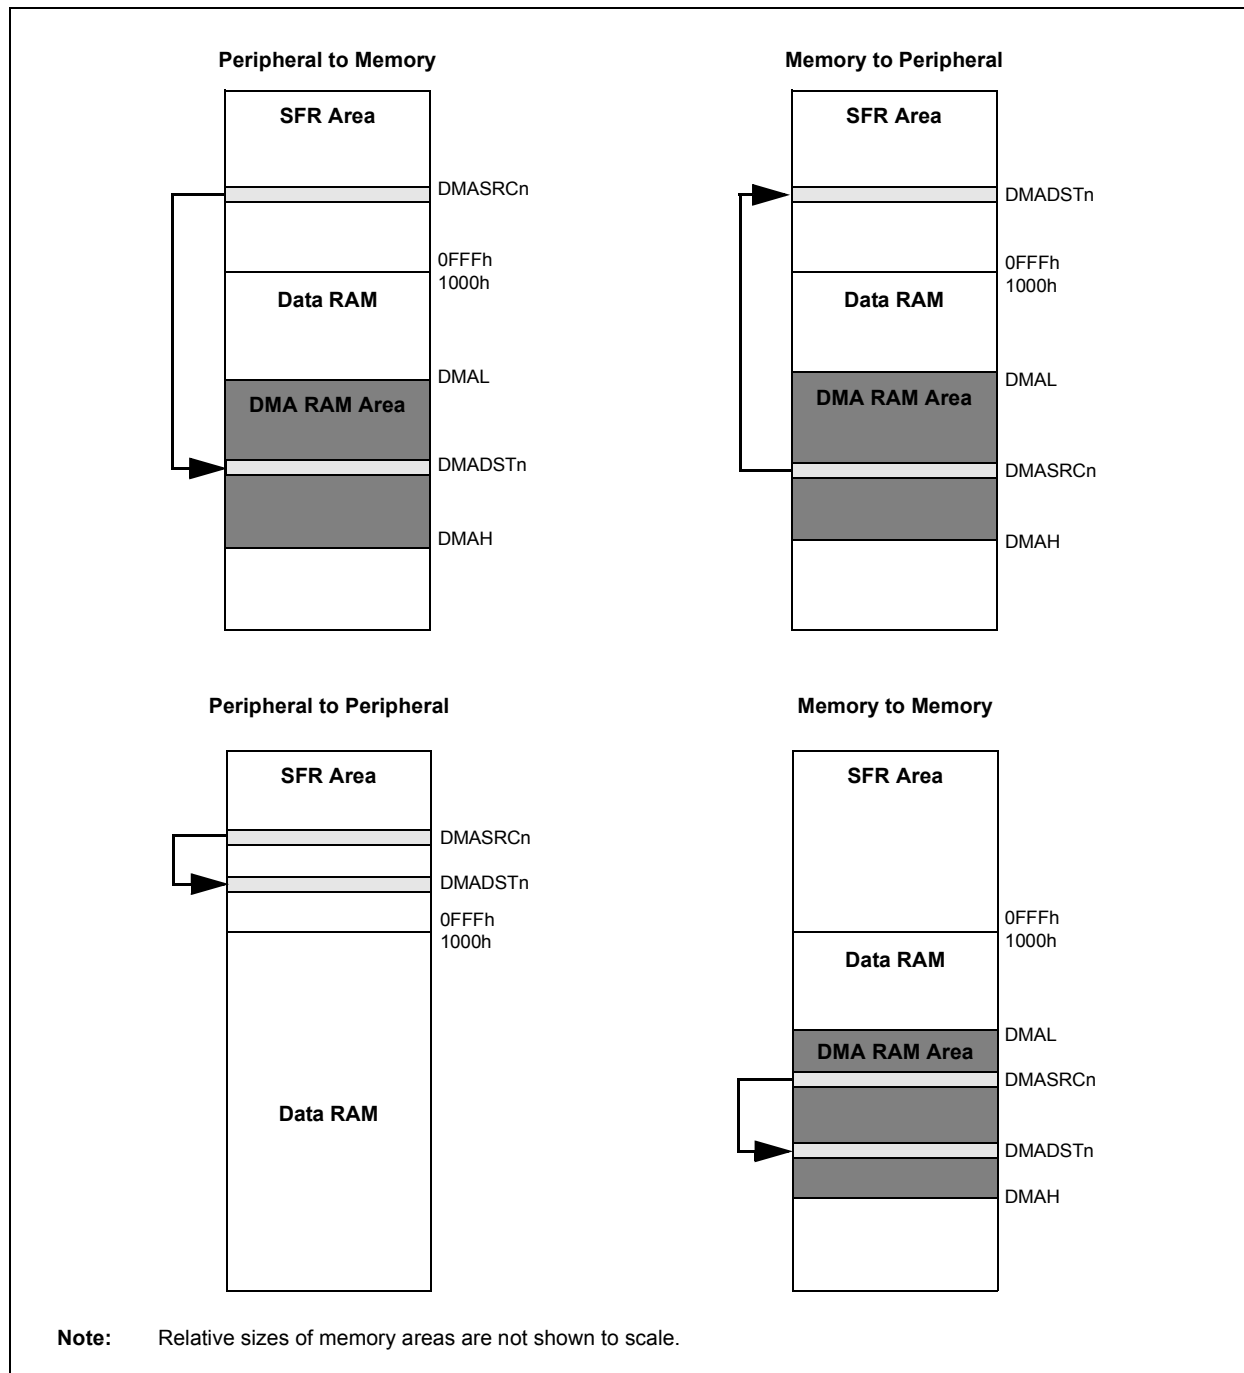 Peripheral to Memory
SFR Area
DMASRCn
0FFFh
1000h
Data RAM
DMAL
DMA RAM Area
DMADSTn
DMAH
Memory to Peripheral
SFR Area
DMADSTn
0FFFh
1000h
Data RAM
DMAL
DMA RAM Area
DMASRCn
DMAH
Peripheral to Peripheral
SFR Area
DMASRCn
DMADSTn
0FFFh
1000h
Data RAM
Memory to Memory
SFR Area
0FFFh
1000h
Data RAM
DMAL
DMA RAM Area
DMASRCn
DMADSTn
DMAH
Note: Relative sizes of memory areas are not shown to scale.